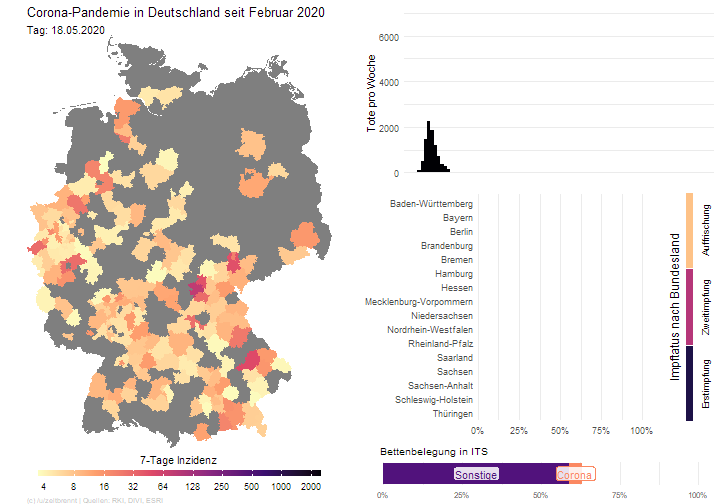 Corona-Pandemie in Deutschland seit Februar 2020
Tag: 18.05.2020
7-Tage Inzidenz
4 8 16 32 64 125 250 500 1000 2000
(c) /u/zeitbremit | Quellen: RKI, DIVI, ESRI
Tote pro Woche
6000
4000
2000
0
Baden-Württemberg
Bayern
Berlin
Brandenburg
Bremen
Hamburg
Hessen
Mecklenburg-Vorpommern
Niedersachsen
Nordrhein-Westfalen
Rheinland-Pfalz
Saarland
Sachsen
Sachsen-Anhalt
Schleswig-Holstein
Thüringen
0% 25% 50% 75% 100%
Impfstatus nach Bundesland
Auffrischung
Zweitimpfung
Erstimpfung
Bettenbelegung in ITS
Sonstige Corona
0% 25% 50% 75% 100%